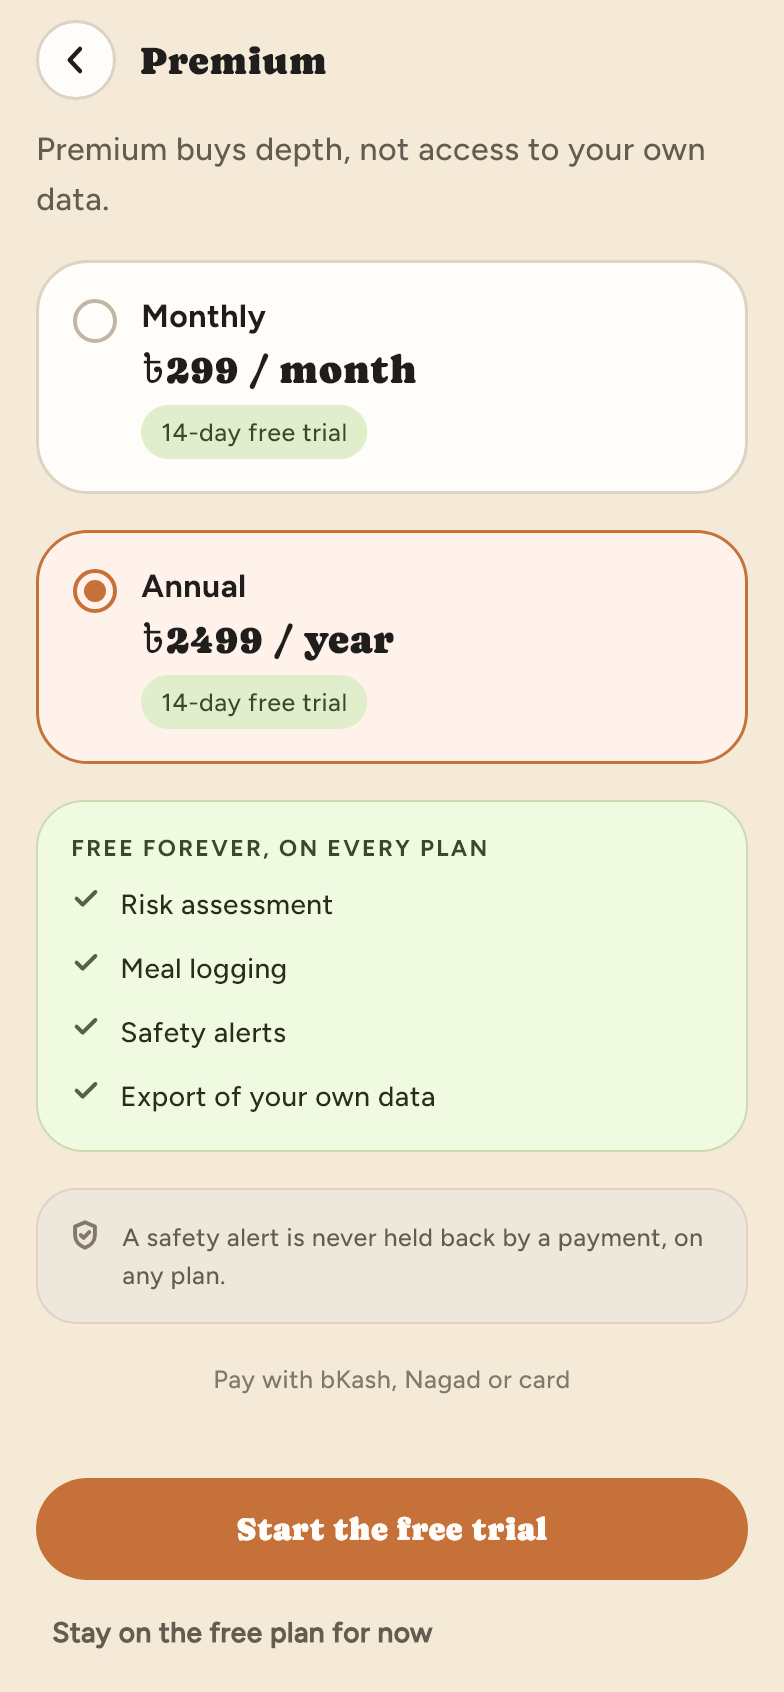 Premium
Premium buys depth, not access to your own
data.
Monthly
৳299 / month
14-day free trial
Annual
৳2499 / year
14-day free trial
FREE FOREVER, ON EVERY PLAN
Risk assessment
Meal logging
Safety alerts
Export of your own data
A safety alert is never held back by a payment, on
any plan.
Pay with bKash, Nagad or card
Start the free trial
Stay on the free plan for now